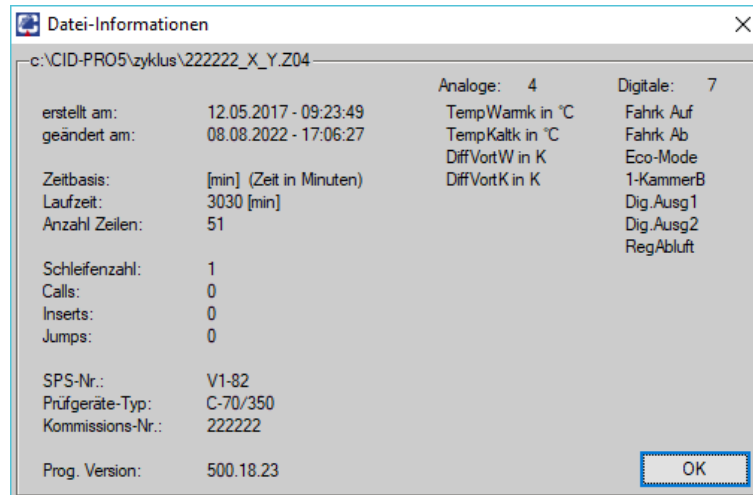 Datei-Informationen
c:\CID-PRO5\zyklus\222222_X_Y.Z04
Analoge: 4 Digitale: 7
erstellt am: 12.05.2017 - 09:23:49 TempWarmk in °C Fahrk Auf
geändert am: 08.08.2022 - 17:06:27 TempKaltk in °C Fahrk Ab
DiffVortW in K Eco-Mode
Zeitbasis: [min] (Zeit in Minuten) DiffVortK in K 1-KammerB
Laufzeit: 3030 [min] Dig.Ausg1
Anzahl Zeilen: 51 Dig.Ausg2
RegAbluft
Schleifenzahl: 1
Calls: 0
Inserts: 0
Jumps: 0
SPS-Nr.: V1-82
Prüfgeräte-Typ: C-70/350
Kommissions-Nr.: 222222
Prog. Version: 500.18.23
OK